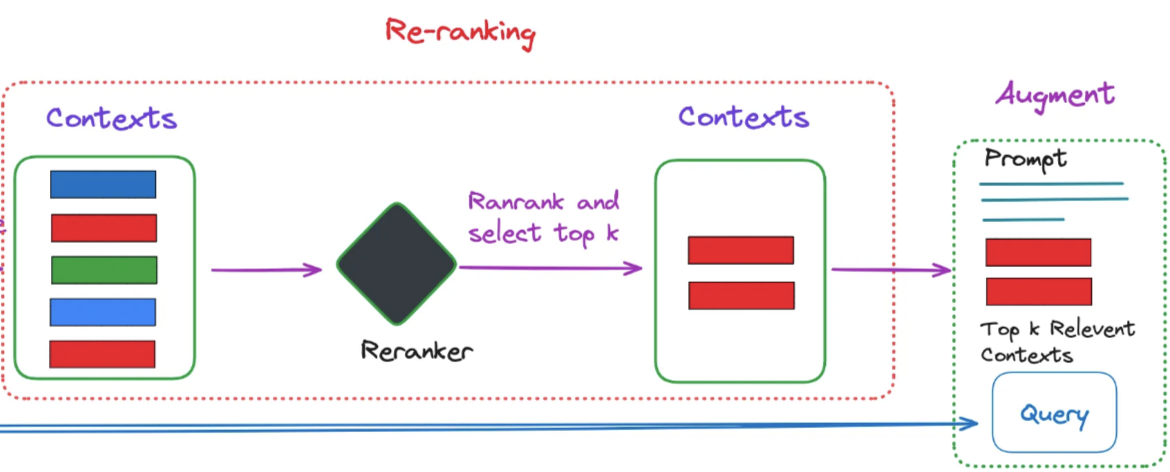 Re-ranking
Contexts
Contexts
Augment
Prompt
Ranrank and
select top k
Reranker
Top k Relevent
Contexts
Query